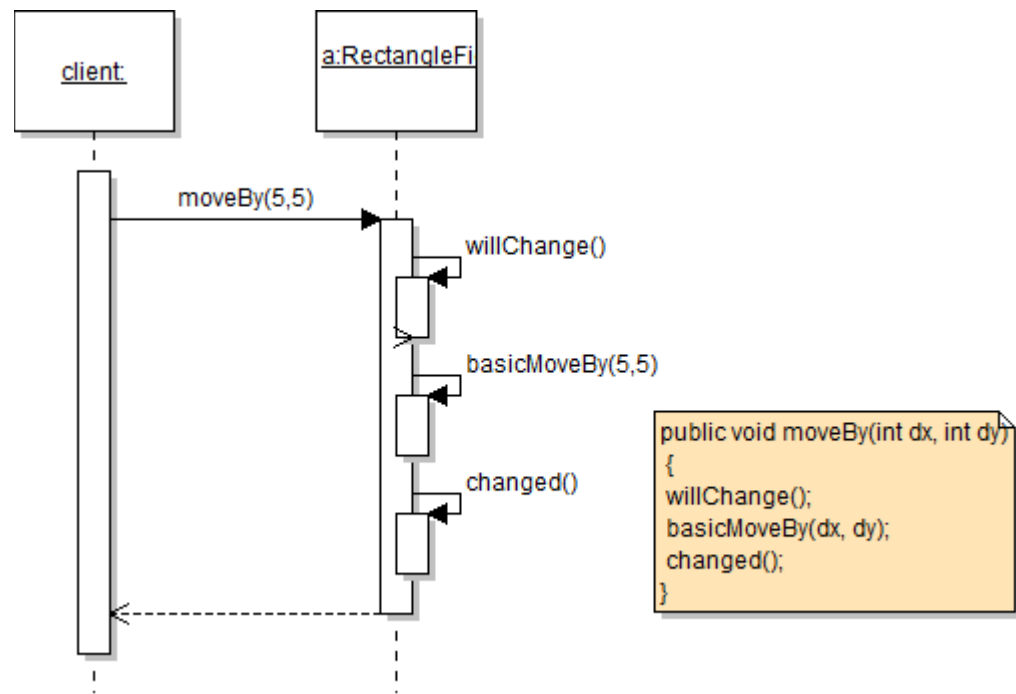 client:
a:RectangleFi
moveBy(5,5)
willChange()
basicMoveBy(5,5)
changed()
public void moveBy(int dx, int dy)
{
willChange();
basicMoveBy(dx, dy);
changed();
}